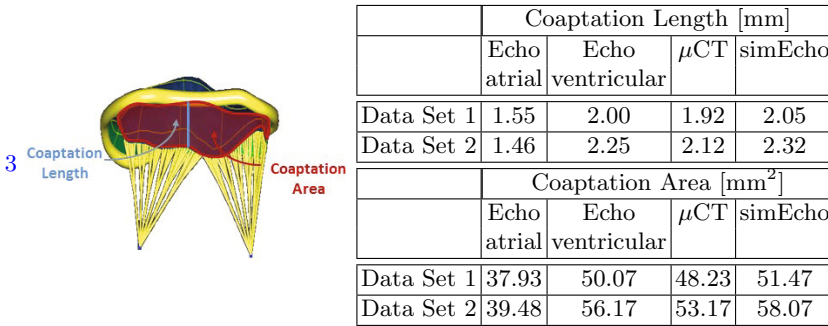 3
Coaptation
Length
Coaptation
Area
Coaptation Length [mm]
Echo Echo μCT simEcho
atrial ventricular
Data Set 1 1.55 2.00 1.92 2.05
Data Set 2 1.46 2.25 2.12 2.32
Coaptation Area [mm²]
Echo Echo μCT simEcho
atrial ventricular
Data Set 1 37.93 50.07 48.23 51.47
Data Set 2 39.48 56.17 53.17 58.07